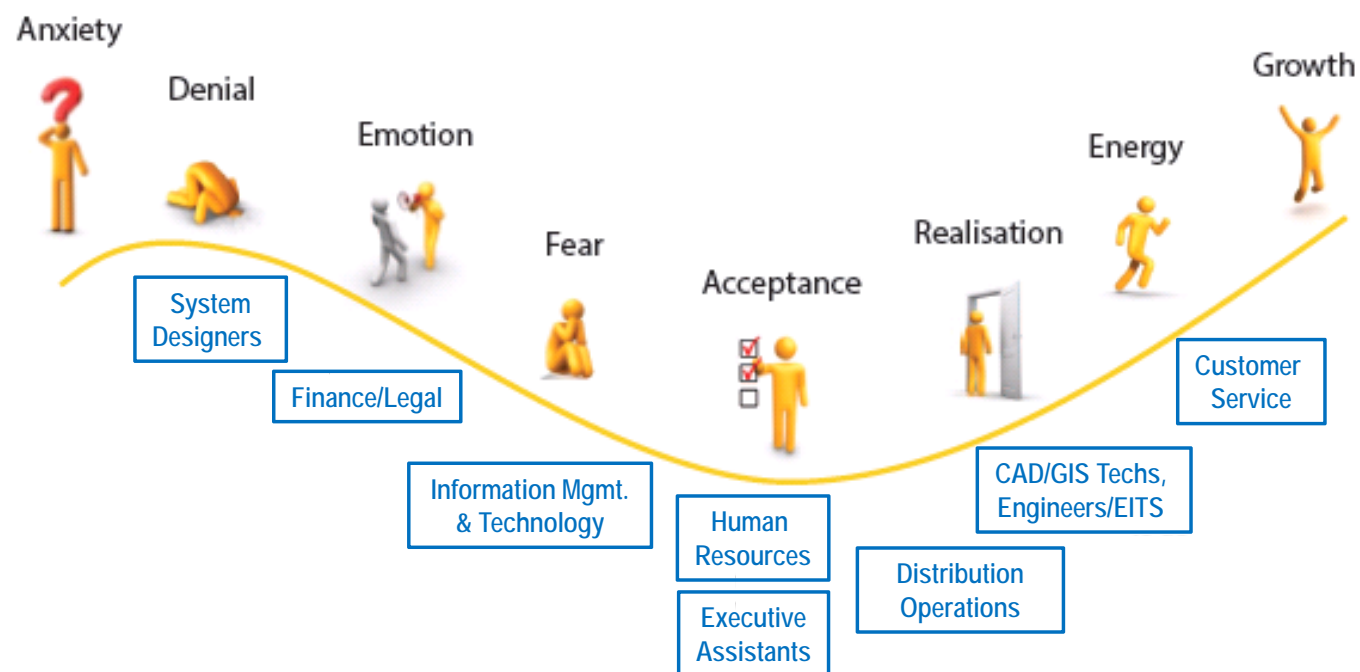 Anxiety
Denial
Emotion
Fear
Acceptance
Realisation
Energy
Growth
System
Designers
Finance/Legal
Information Mgmt.
& Technology
Human
Resources
Executive
Assistants
Distribution
Operations
CAD/GIS Techs,
Engineers/EITS
Customer
Service